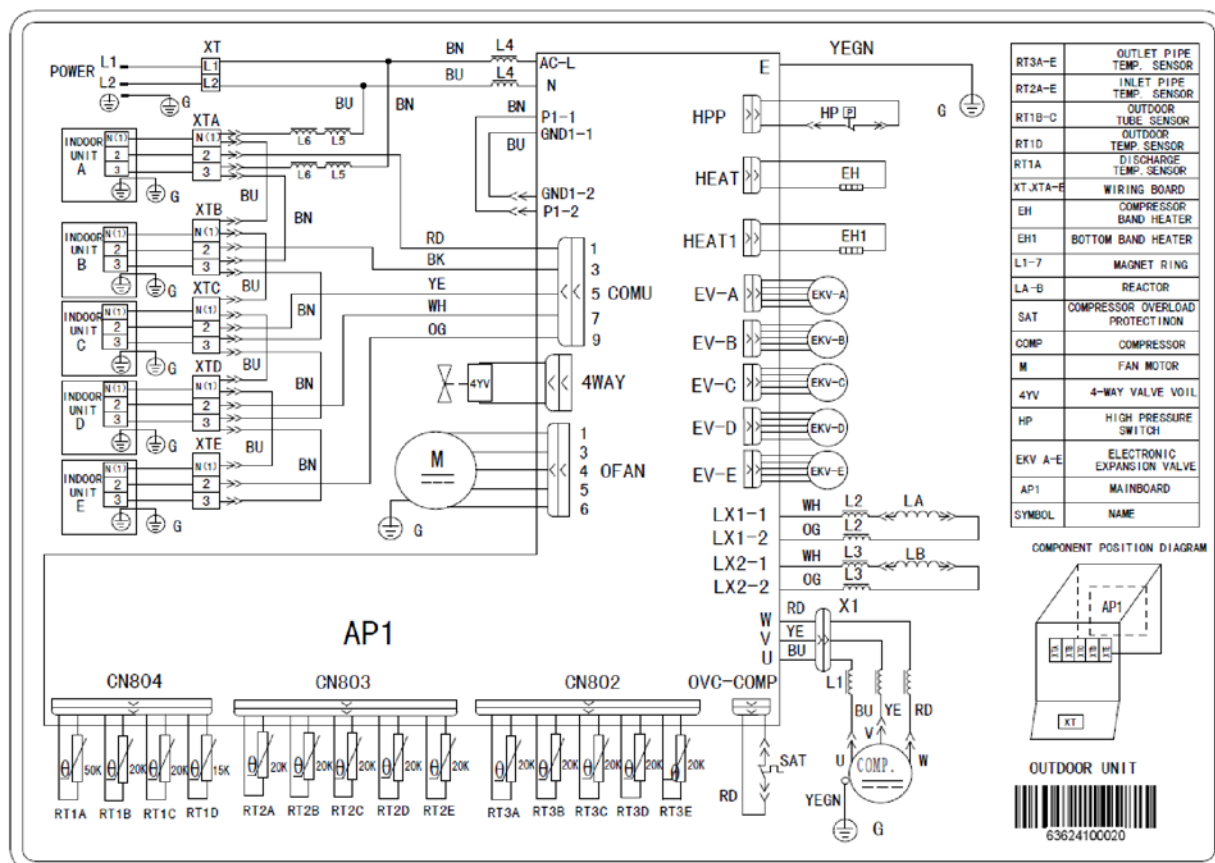 POWER
L1
L2
XT
L1
L2
G
BN
BU
L4
L4
AC-L
N
BU
BN
BN
P1-1
BU
GND1-1
GND1-2
P1-2
E
YEGN
G
INDOOR
UNIT
A
N(1)
2
3
G
XTA
N(1)
2
3
L6 L5
L6 L5
BU
BN
INDOOR
UNIT
B
N(1)
2
3
G
XTB
N(1)
2
3
BU
BN
INDOOR
UNIT
C
N(1)
2
3
G
XTC
N(1)
2
3
BU
BN
INDOOR
UNIT
D
N(1)
2
3
G
XTD
N(1)
2
3
BU
BN
INDOOR
UNIT
E
N(1)
2
3
G
XTE
N(1)
2
3
RD
BK
YE
WH
OG
1
3
5
7
9
COMU
4YV
4WAY
M
G
1
3
4
5
6
OFAN
HPP
HP P
HEAT
EH
HEAT1
EH1
EV-A
EKV-A
EV-B
EKV-B
EV-C
EKV-C
EV-D
EKV-D
EV-E
EKV-E
LX1-1
WH
L2
LA
LX1-2
OG
L2
LX2-1
WH
L3
LB
LX2-2
OG
L3
W
RD
X1
V
YE
U
BU
L1
BU
YE
RD
V
U
W
COMP.
YEGN
G
AP1
CN804
CN803
CN802
OVC-COMP
θ 50K
θ 20K
θ 20K
θ 15K
RT1A
RT1B
RT1C
RT1D
θ 20K
θ 20K
θ 20K
θ 20K
θ 20K
RT2A
RT2B
RT2C
RT2D
RT2E
θ 20K
θ 20K
θ 20K
θ 20K
θ 20K
RT3A
RT3B
RT3C
RT3D
RT3E
SAT
RD
RT3A-E OUTLET PIPE
TEMP. SENSOR
RT2A-E INLET PIPE
TEMP. SENSOR
RT1B-C OUTDOOR
TUBE SENSOR
RT1D OUTDOOR
TEMP. SENSOR
RT1A DISCHARGE
TEMP. SENSOR
XT.XTA-E WIRING BOARD
EH COMPRESSOR
BAND HEATER
EH1 BOTTOM BAND HEATER
L1-7 MAGNET RING
LA-B REACTOR
SAT COMPRESSOR OVERLOAD
PROTECTINON
COMP COMPRESSOR
M FAN MOTOR
4YV 4-WAY VALVE VOIL
HP HIGH PRESSURE
SWITCH
EKV A-E ELECTRONIC
EXPANSION VALVE
AP1 MAINBOARD
SYMBOL NAME
COMPONENT POSITION DIAGRAM
AP1
XTA
XTB
XTC
XTD
XTE
XT
OUTDOOR UNIT
63624100020